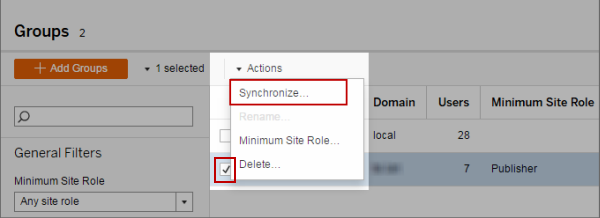 Groups 2
+ Add Groups
1 selected
Actions
Synchronize...
Rename...
Minimum Site Role...
Delete...
Domain Users Minimum Site Role
local 28
7 Publisher
General Filters
Minimum Site Role
Any site role